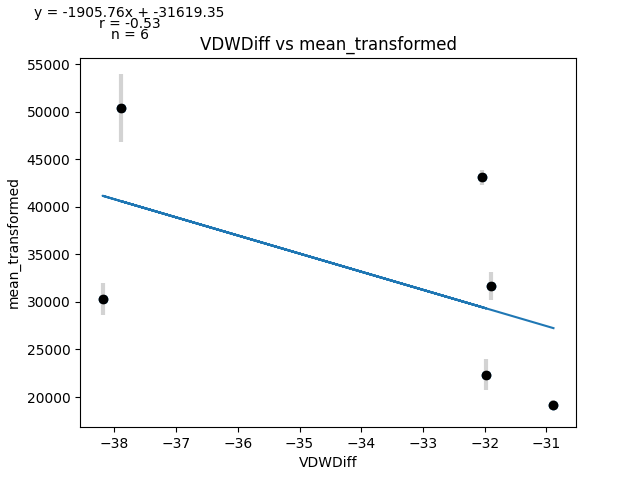 y = -1905.76x + -31619.35
r = -0.53
n = 6
VDWDiff vs mean_transformed
55000
50000
45000
40000
35000
30000
25000
20000
mean_transformed
−38
−37
−36
−35
−34
−33
−32
−31
VDWDiff